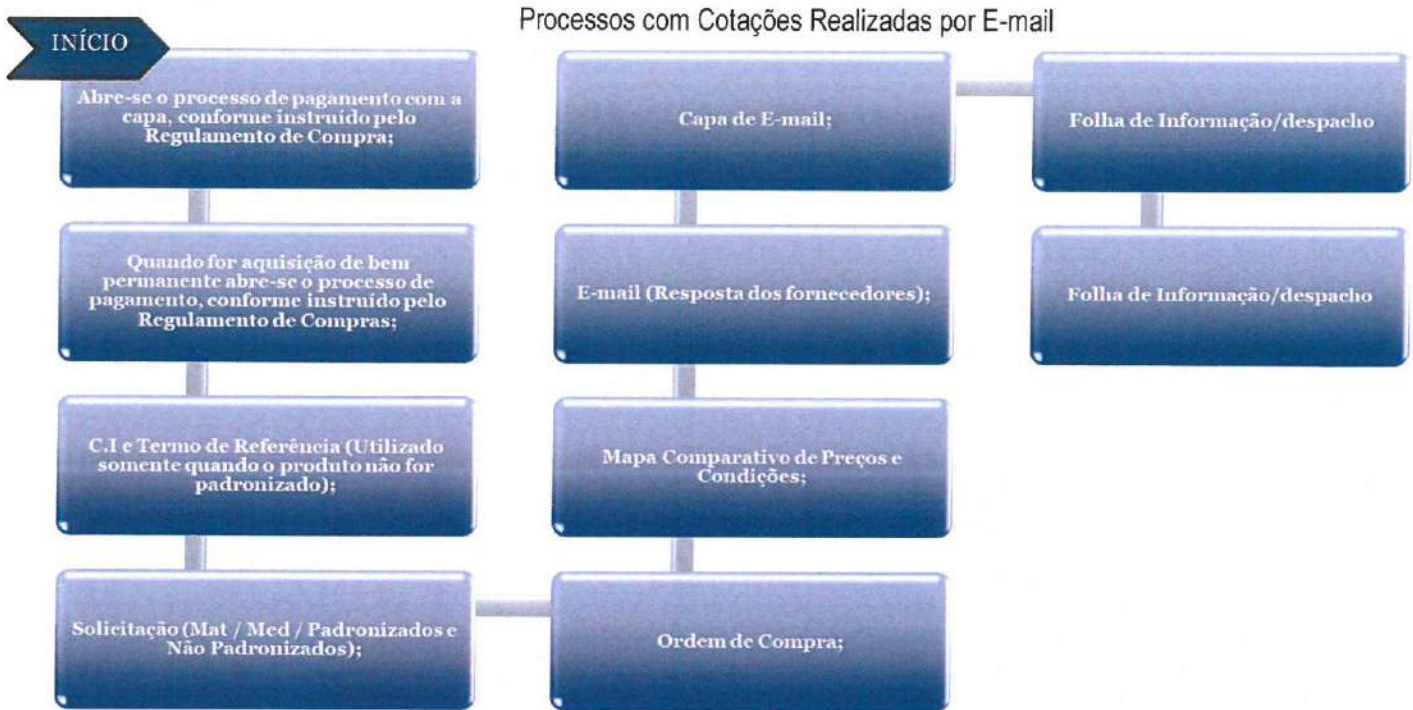 Processos com Cotações Realizadas por E-mail
INÍCIO
Abre-se o processo de pagamento com a
capa, conforme instruído pelo
Regulamento de Compra;
Quando for aquisição de bem
permanente abre-se o processo de
pagamento, conforme instruído pelo
Regulamento de Compras;
C.I e Termo de Referência (Utilizado
somente quando o produto não for
padronizado);
Solicitação (Mat / Med / Padronizados e
Não Padronizados);
Ordem de Compra;
Mapa Comparativo de Preços e
Condições;
E-mail (Resposta dos fornecedores);
Capa de E-mail;
Folha de Informação/despacho
Folha de Informação/despacho